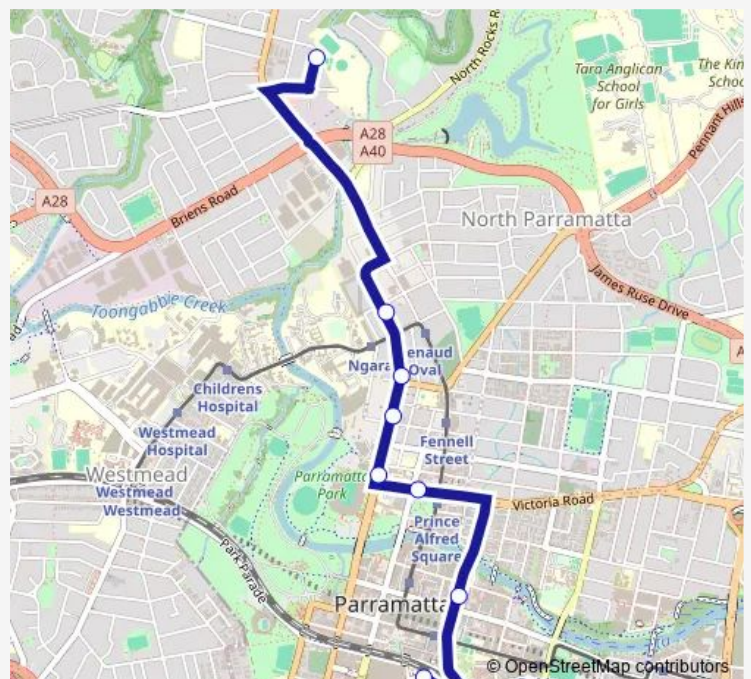 North Rocks R
Tara Anglican
School
for Girls
The Kin
Schoo
Pennant Hills
A28
A40
A28
Briens Road
North Parramatta
James Ruse Drive
Toongabbie Creek
A
ad
Ngara
enaud
Oval
Childrens
Hospital
Westmead
Hospital
Fennell
Street
Westmead
Westmead
Westmead
Parramatta
Park
Victoria Road
Prince
Alfred
Square
Park Parade
Parramatta
© OpenStreetMap contributors